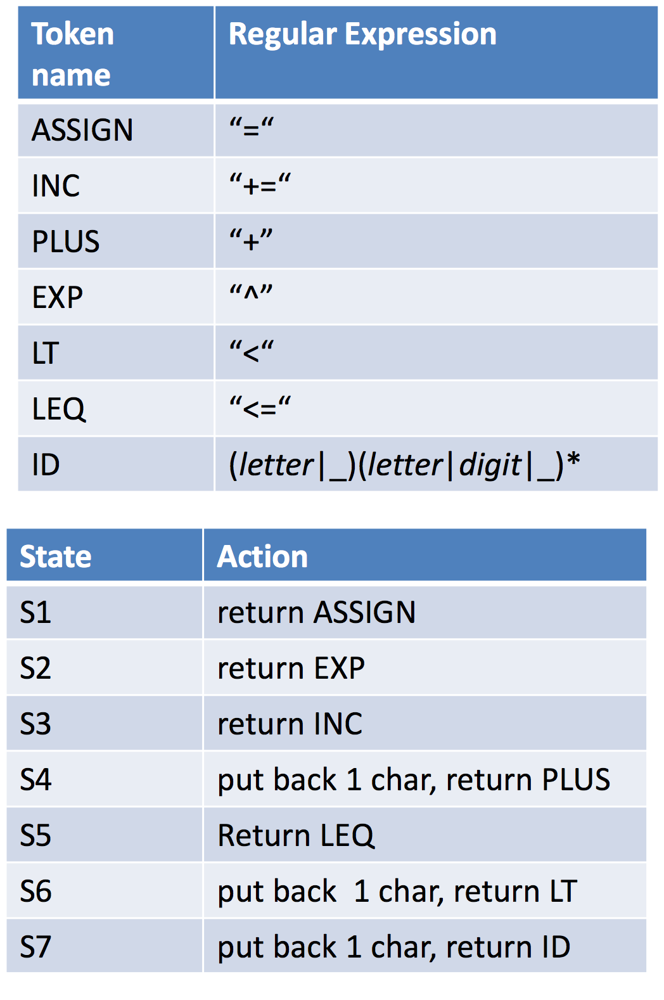 Token name Regular Expression
ASSIGN “=“
INC “+=“
PLUS “+”
EXP “^”
LT “<“
LEQ “<=“
ID (letter|_)(letter|digit|_)*
State Action
S1 return ASSIGN
S2 return EXP
S3 return INC
S4 put back 1 char, return PLUS
S5 Return LEQ
S6 put back  1 char, return LT
S7 put back 1 char, return ID